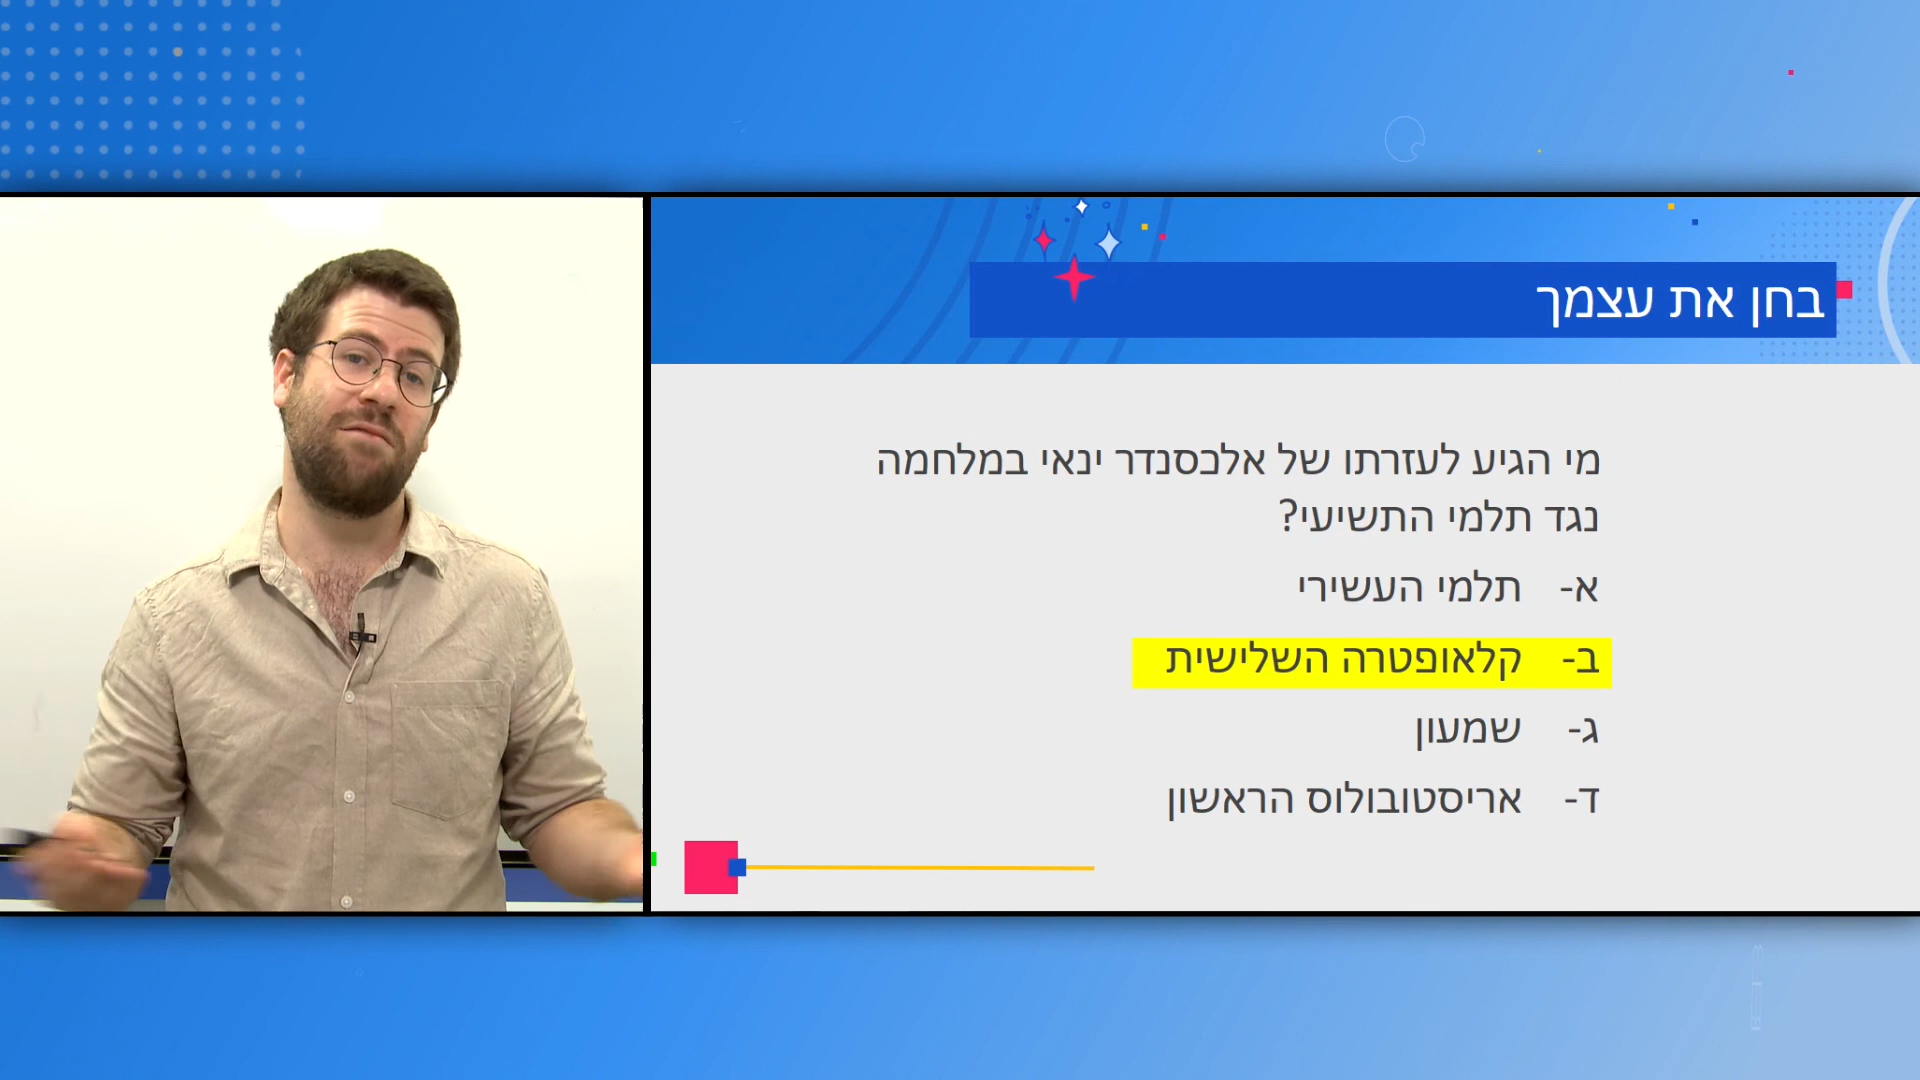 בחן את עצמך
מי הגיע לעזרתו של אלכסנדר ינאי במלחמה
נגד תלמי התשיעי?
א- תלמי העשירי
ב- קלאופטרה השלישית
ג- שמעון
ד- אריסטובולוס הראשון